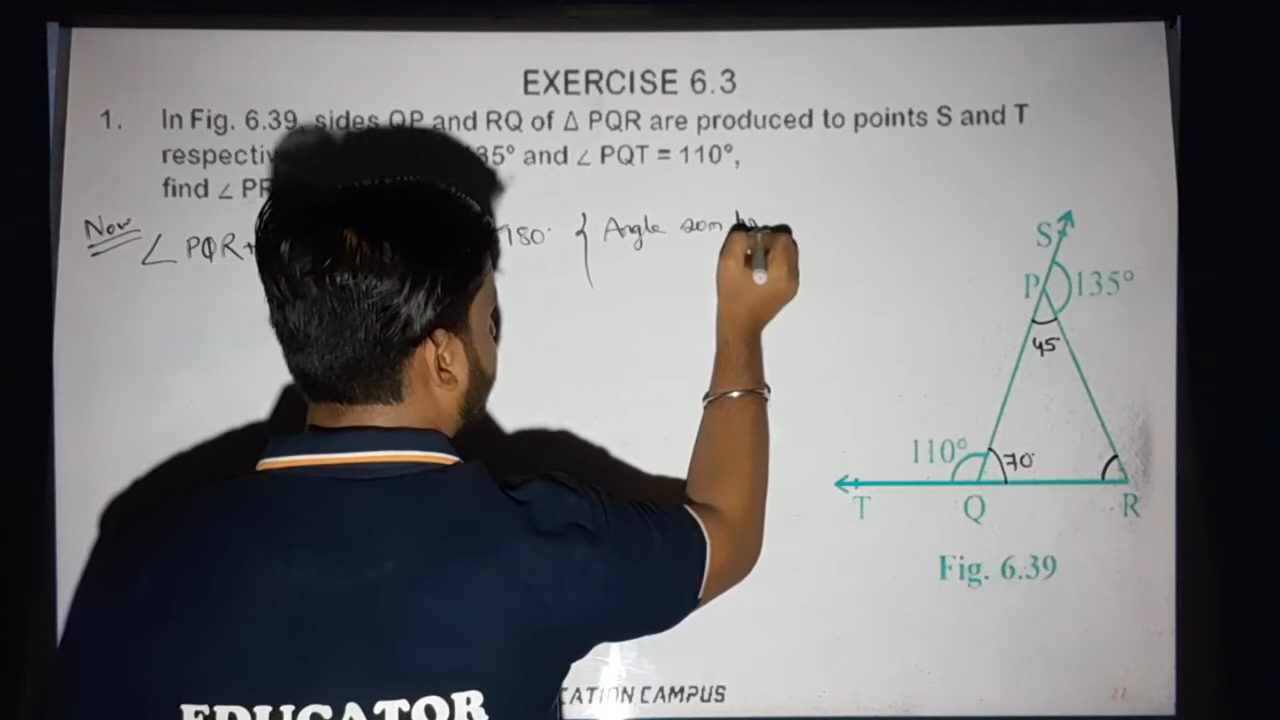 EXERCISE 6.3
1. In Fig. 6.39, sides QP and RQ of Δ PQR are produced to points S and T
respectiv 35° and ∠ PQT = 110°,
find ∠ PR
Now
∠ PQR+ 180° { Angle som
S
P 135°
45
110° 70°
T Q R
Fig. 6.39
CATION CAMPUS
21
EDUCATOR